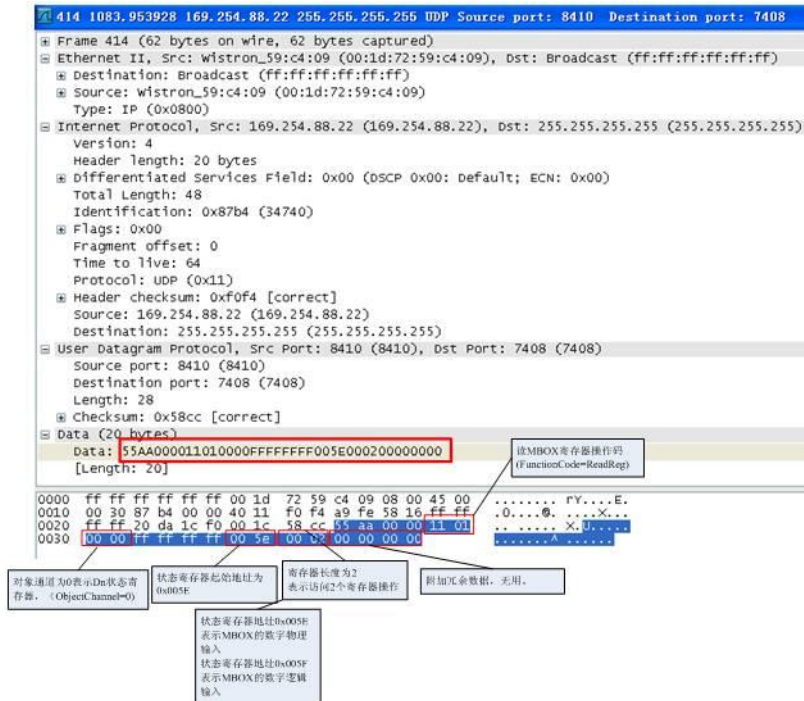 414 1083.953928 169.254.88.22 255.255.255.255 UDP Source port: 8410 Destination port: 7408
Frame 414 (62 bytes on wire, 62 bytes captured)
Ethernet II, Src: Wistron_59:c4:09 (00:1d:72:59:c4:09), Dst: Broadcast (ff:ff:ff:ff:ff:ff)
Destination: Broadcast (ff:ff:ff:ff:ff:ff)
Source: Wistron_59:c4:09 (00:1d:72:59:c4:09)
Type: IP (0x0800)
Internet Protocol, Src: 169.254.88.22 (169.254.88.22), Dst: 255.255.255.255 (255.255.255.255)
Version: 4
Header length: 20 bytes
Differentiated Services Field: 0x00 (DSCP 0x00: Default; ECN: 0x00)
Total Length: 48
Identification: 0x87b4 (34740)
Flags: 0x00
Fragment offset: 0
Time to live: 64
Protocol: UDP (0x11)
Header checksum: 0xf0f4 [correct]
Source: 169.254.88.22 (169.254.88.22)
Destination: 255.255.255.255 (255.255.255.255)
User Datagram Protocol, Src Port: 8410 (8410), Dst Port: 7408 (7408)
Source port: 8410 (8410)
Destination port: 7408 (7408)
Length: 28
Checksum: 0x58cc [correct]
Data (20 bytes)
Data: 55AA000011010000FFFFFFFF005E000200000000
[Length: 20]
读MBOX寄存器操作码
(FunctionCode=ReadReg)
0000 ff ff ff ff ff ff 00 1d 72 59 c4 09 08 00 45 00 ........ rY....E.
0010 00 30 87 b4 00 00 40 11 f0 f4 a9 fe 58 16 ff ff .0....@. ....X...
0020 ff ff 20 da 1c f0 00 1c 58 cc 55 aa 00 00 11 01 .. ..... X.U.....
0030 00 00 ff ff ff ff 00 5e 00 02 00 00 00 00 .......^ ......
对象通道为0表示Dn状态寄
存器，（ObjectChannel=0)
状态寄存器起始地址为
0x005E
寄存器长度为2
表示访问2个寄存器操作
附加冗余数据，无用。
状态寄存器地址0x005E
表示MBOX的数字物理
输入
状态寄存器地址0x005F
表示MBOX的数字逻辑
输入